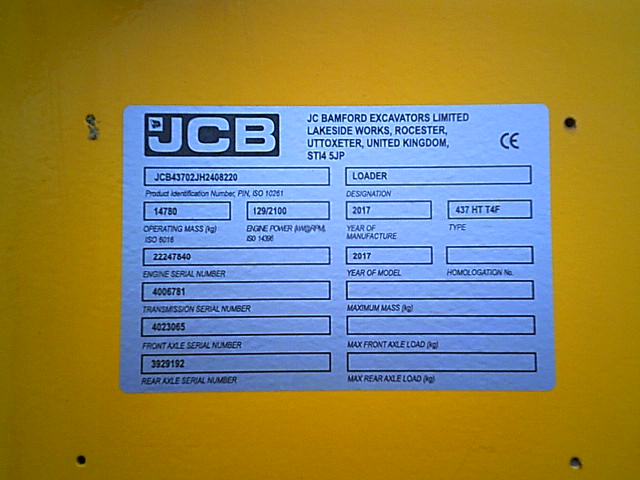 JCB
JC BAMFORD EXCAVATORS LIMITED
LAKESIDE WORKS, ROCESTER,
UTTOXETER, UNITED KINGDOM,
ST14 5JP
CE
JCB43702JH2408220
LOADER
Product Identification Number, PIN, ISO 10261
DESIGNATION
14780
129/2100
2017
437 HT T4F
OPERATING MASS (kg)
ISO 6016
ENGINE POWER (kW@RPM),
ISO 14396
YEAR OF
MANUFACTURE
TYPE
22247840
2017
ENGINE SERIAL NUMBER
YEAR OF MODEL
HOMOLOGATION No.
4006781
TRANSMISSION SERIAL NUMBER
MAXIMUM MASS (kg)
4023065
FRONT AXLE SERIAL NUMBER
MAX FRONT AXLE LOAD (kg)
3929192
REAR AXLE SERIAL NUMBER
MAX REAR AXLE LOAD (kg)